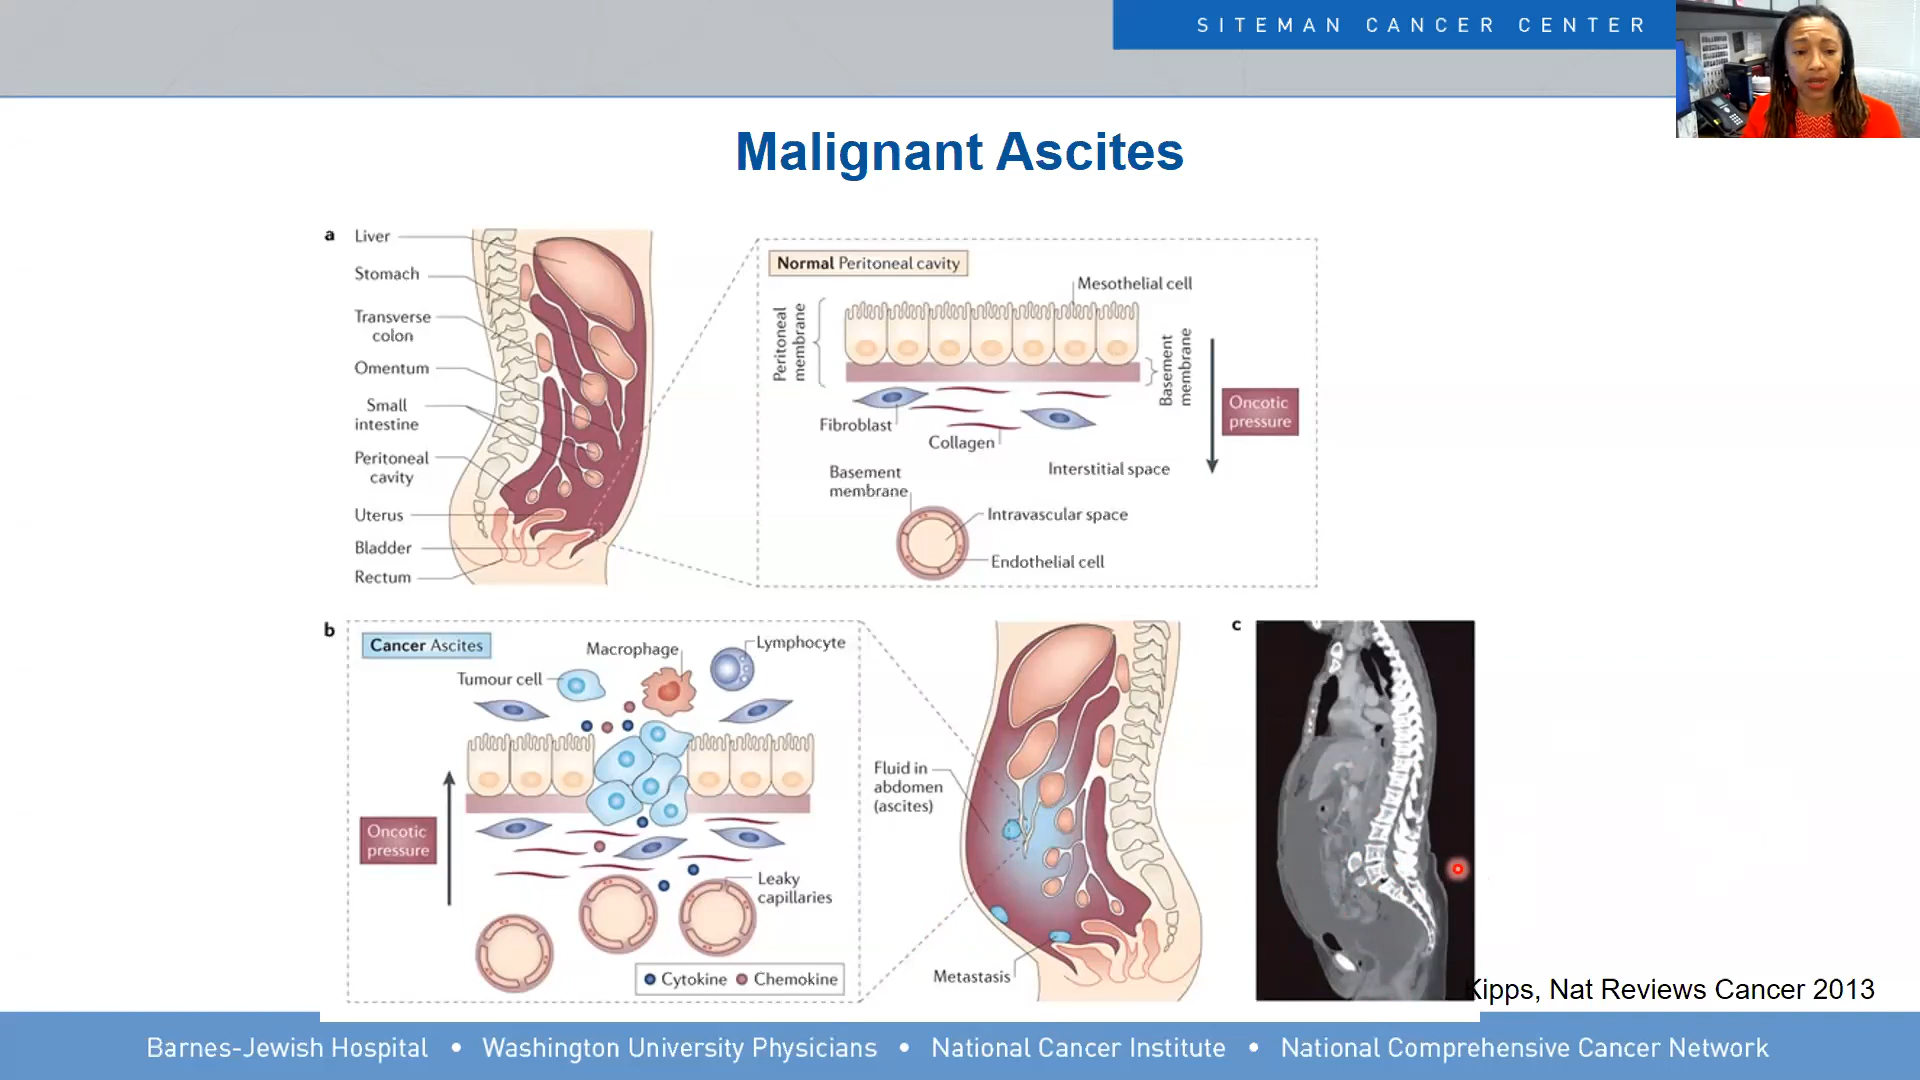 SITEMAN CANCER CENTER
Malignant Ascites
a
Liver
Stomach
Transverse
colon
Omentum
Small
intestine
Peritoneal
cavity
Uterus
Bladder
Rectum
Normal Peritoneal cavity
Mesothelial cell
Peritoneal
membrane
Basement
membrane
Oncotic
pressure
Fibroblast
Collagen
Interstitial space
Basement
membrane
Intravascular space
Endothelial cell
b
Cancer Ascites
Macrophage
Lymphocyte
Tumour cell
Oncotic
pressure
Leaky
capillaries
Cytokine
Chemokine
Fluid in
abdomen
(ascites)
Metastasis
c
Kipps, Nat Reviews Cancer 2013
Barnes-Jewish Hospital • Washington University Physicians • National Cancer Institute • National Comprehensive Cancer Network